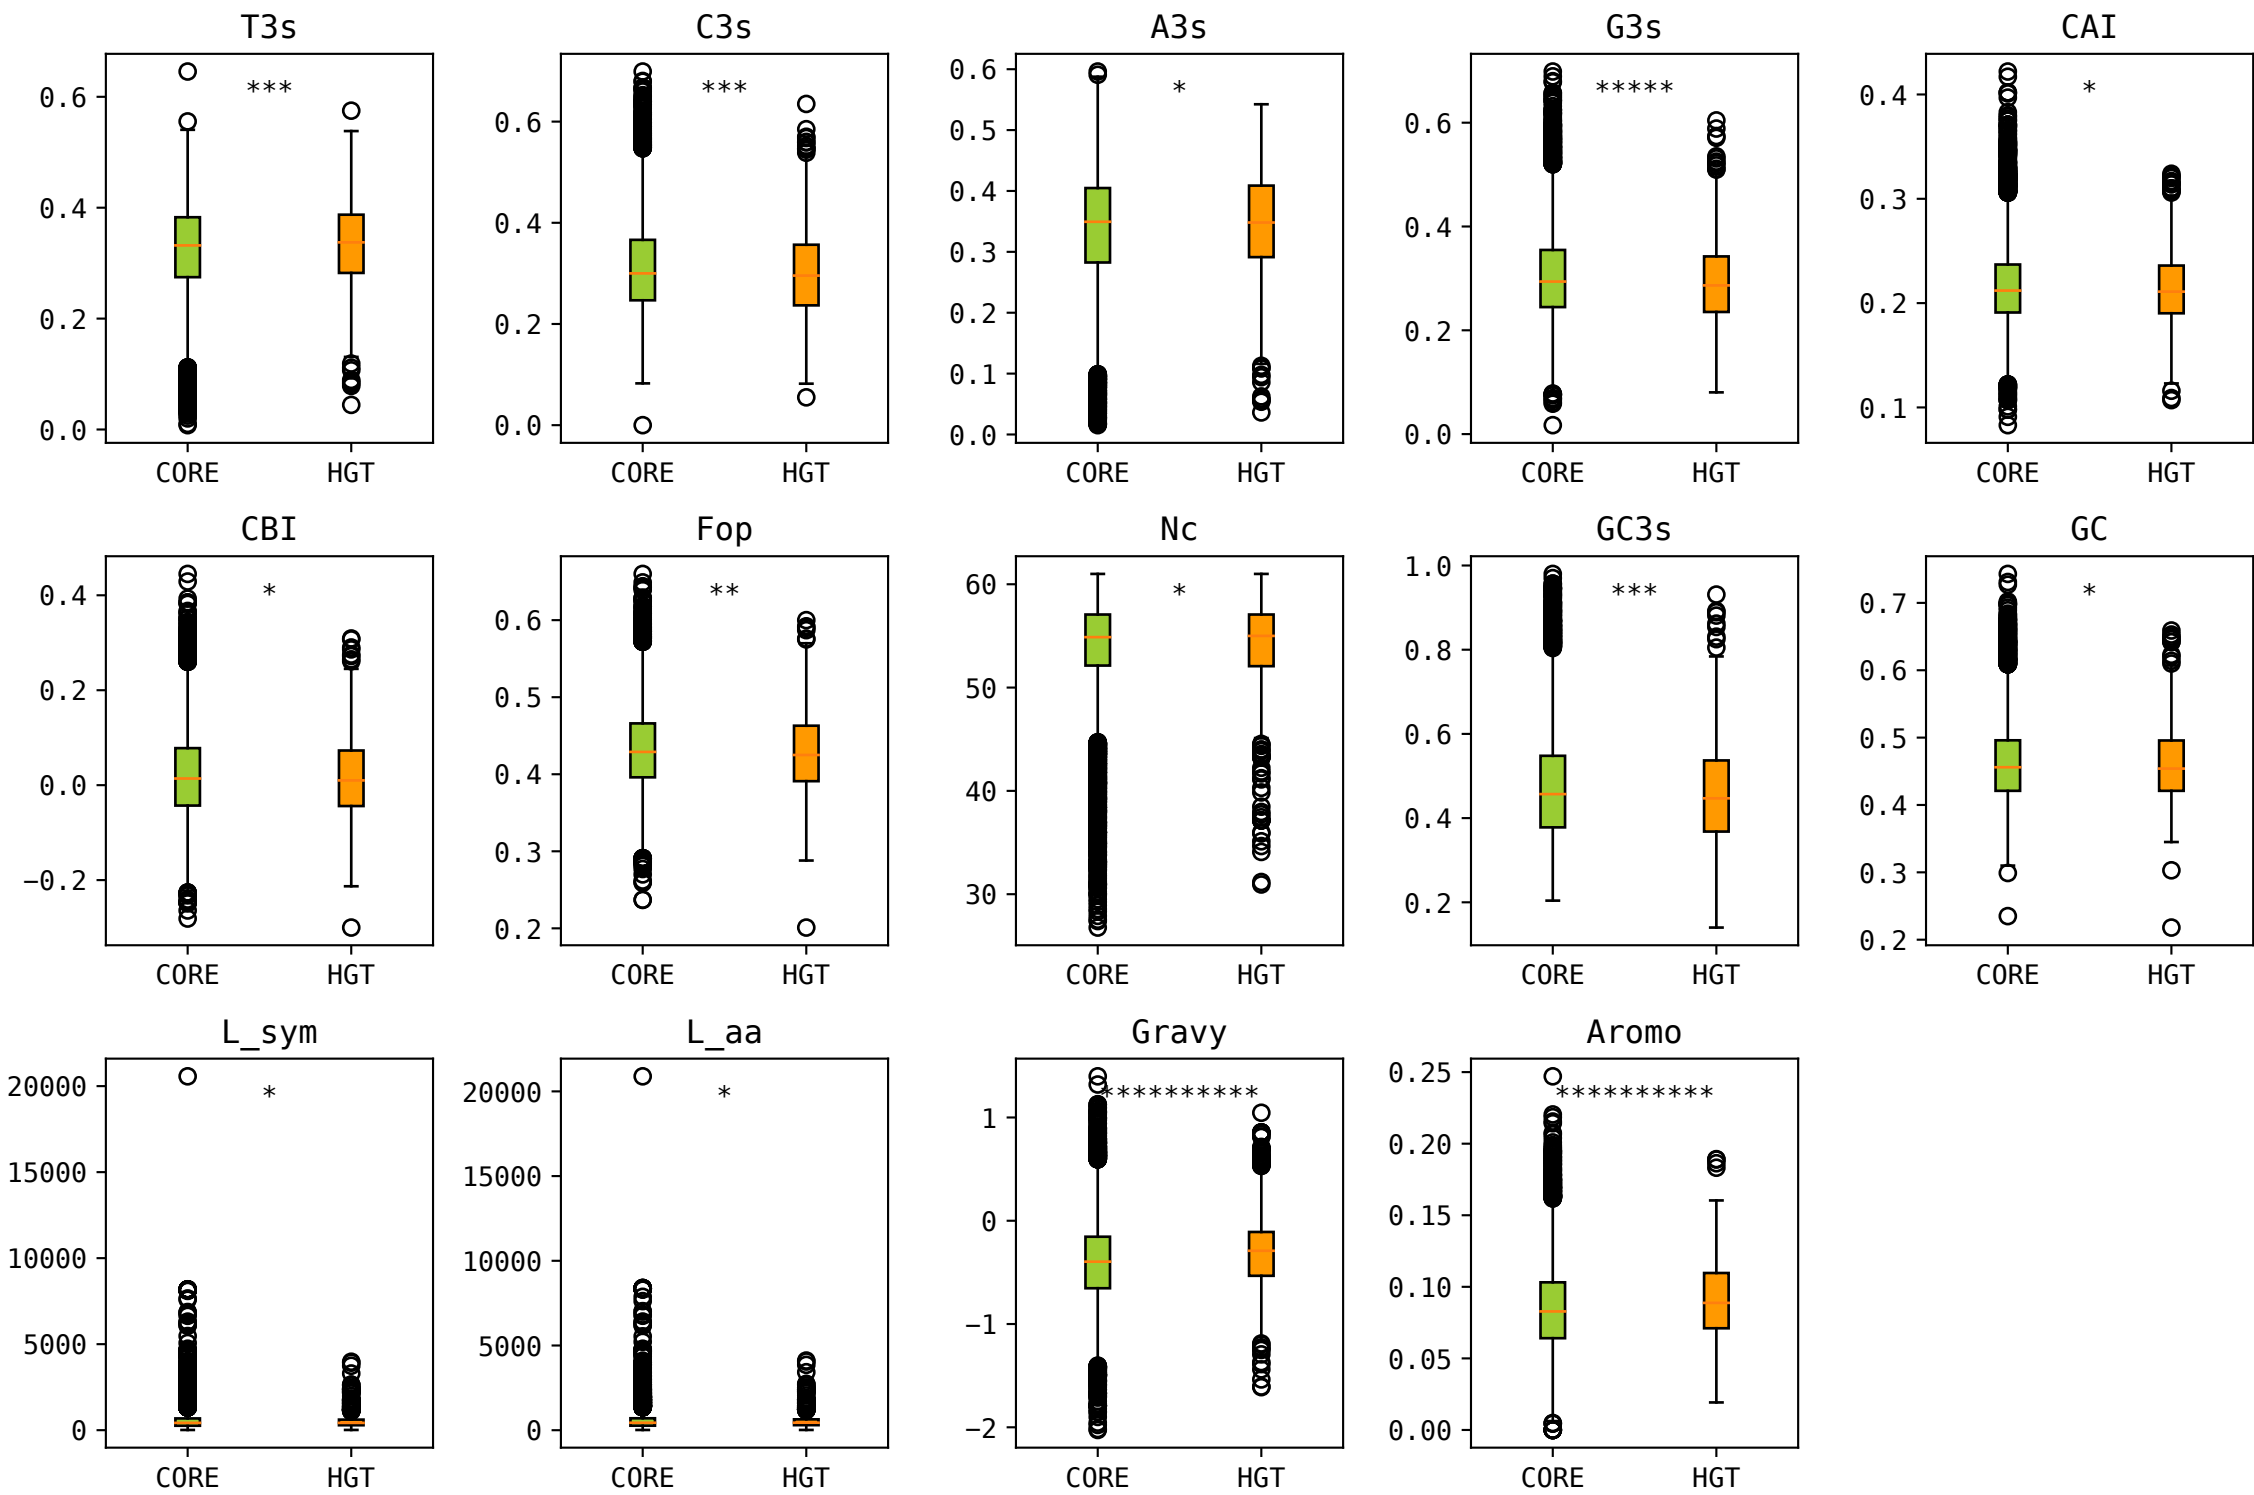 T3s
C3s
A3s
G3s
CAI
***
***
*
*****
*
0.6
0.4
0.2
0.0
0.6
0.4
0.2
0.0
0.6
0.5
0.4
0.3
0.2
0.1
0.0
0.6
0.4
0.2
0.0
0.4
0.3
0.2
0.1
CORE HGT
CORE HGT
CORE HGT
CORE HGT
CORE HGT
CBI
Fop
Nc
GC3s
GC
*
**
*
***
*
0.4
0.2
0.0
−0.2
0.6
0.5
0.4
0.3
0.2
60
50
40
30
1.0
0.8
0.6
0.4
0.2
0.7
0.6
0.5
0.4
0.3
0.2
CORE HGT
CORE HGT
CORE HGT
CORE HGT
CORE HGT
L_sym
L_aa
Gravy
Aromo
*
*
**********
**********
20000
15000
10000
5000
0
20000
15000
10000
5000
0
1
0
−1
−2
0.25
0.20
0.15
0.10
0.05
0.00
CORE HGT
CORE HGT
CORE HGT
CORE HGT